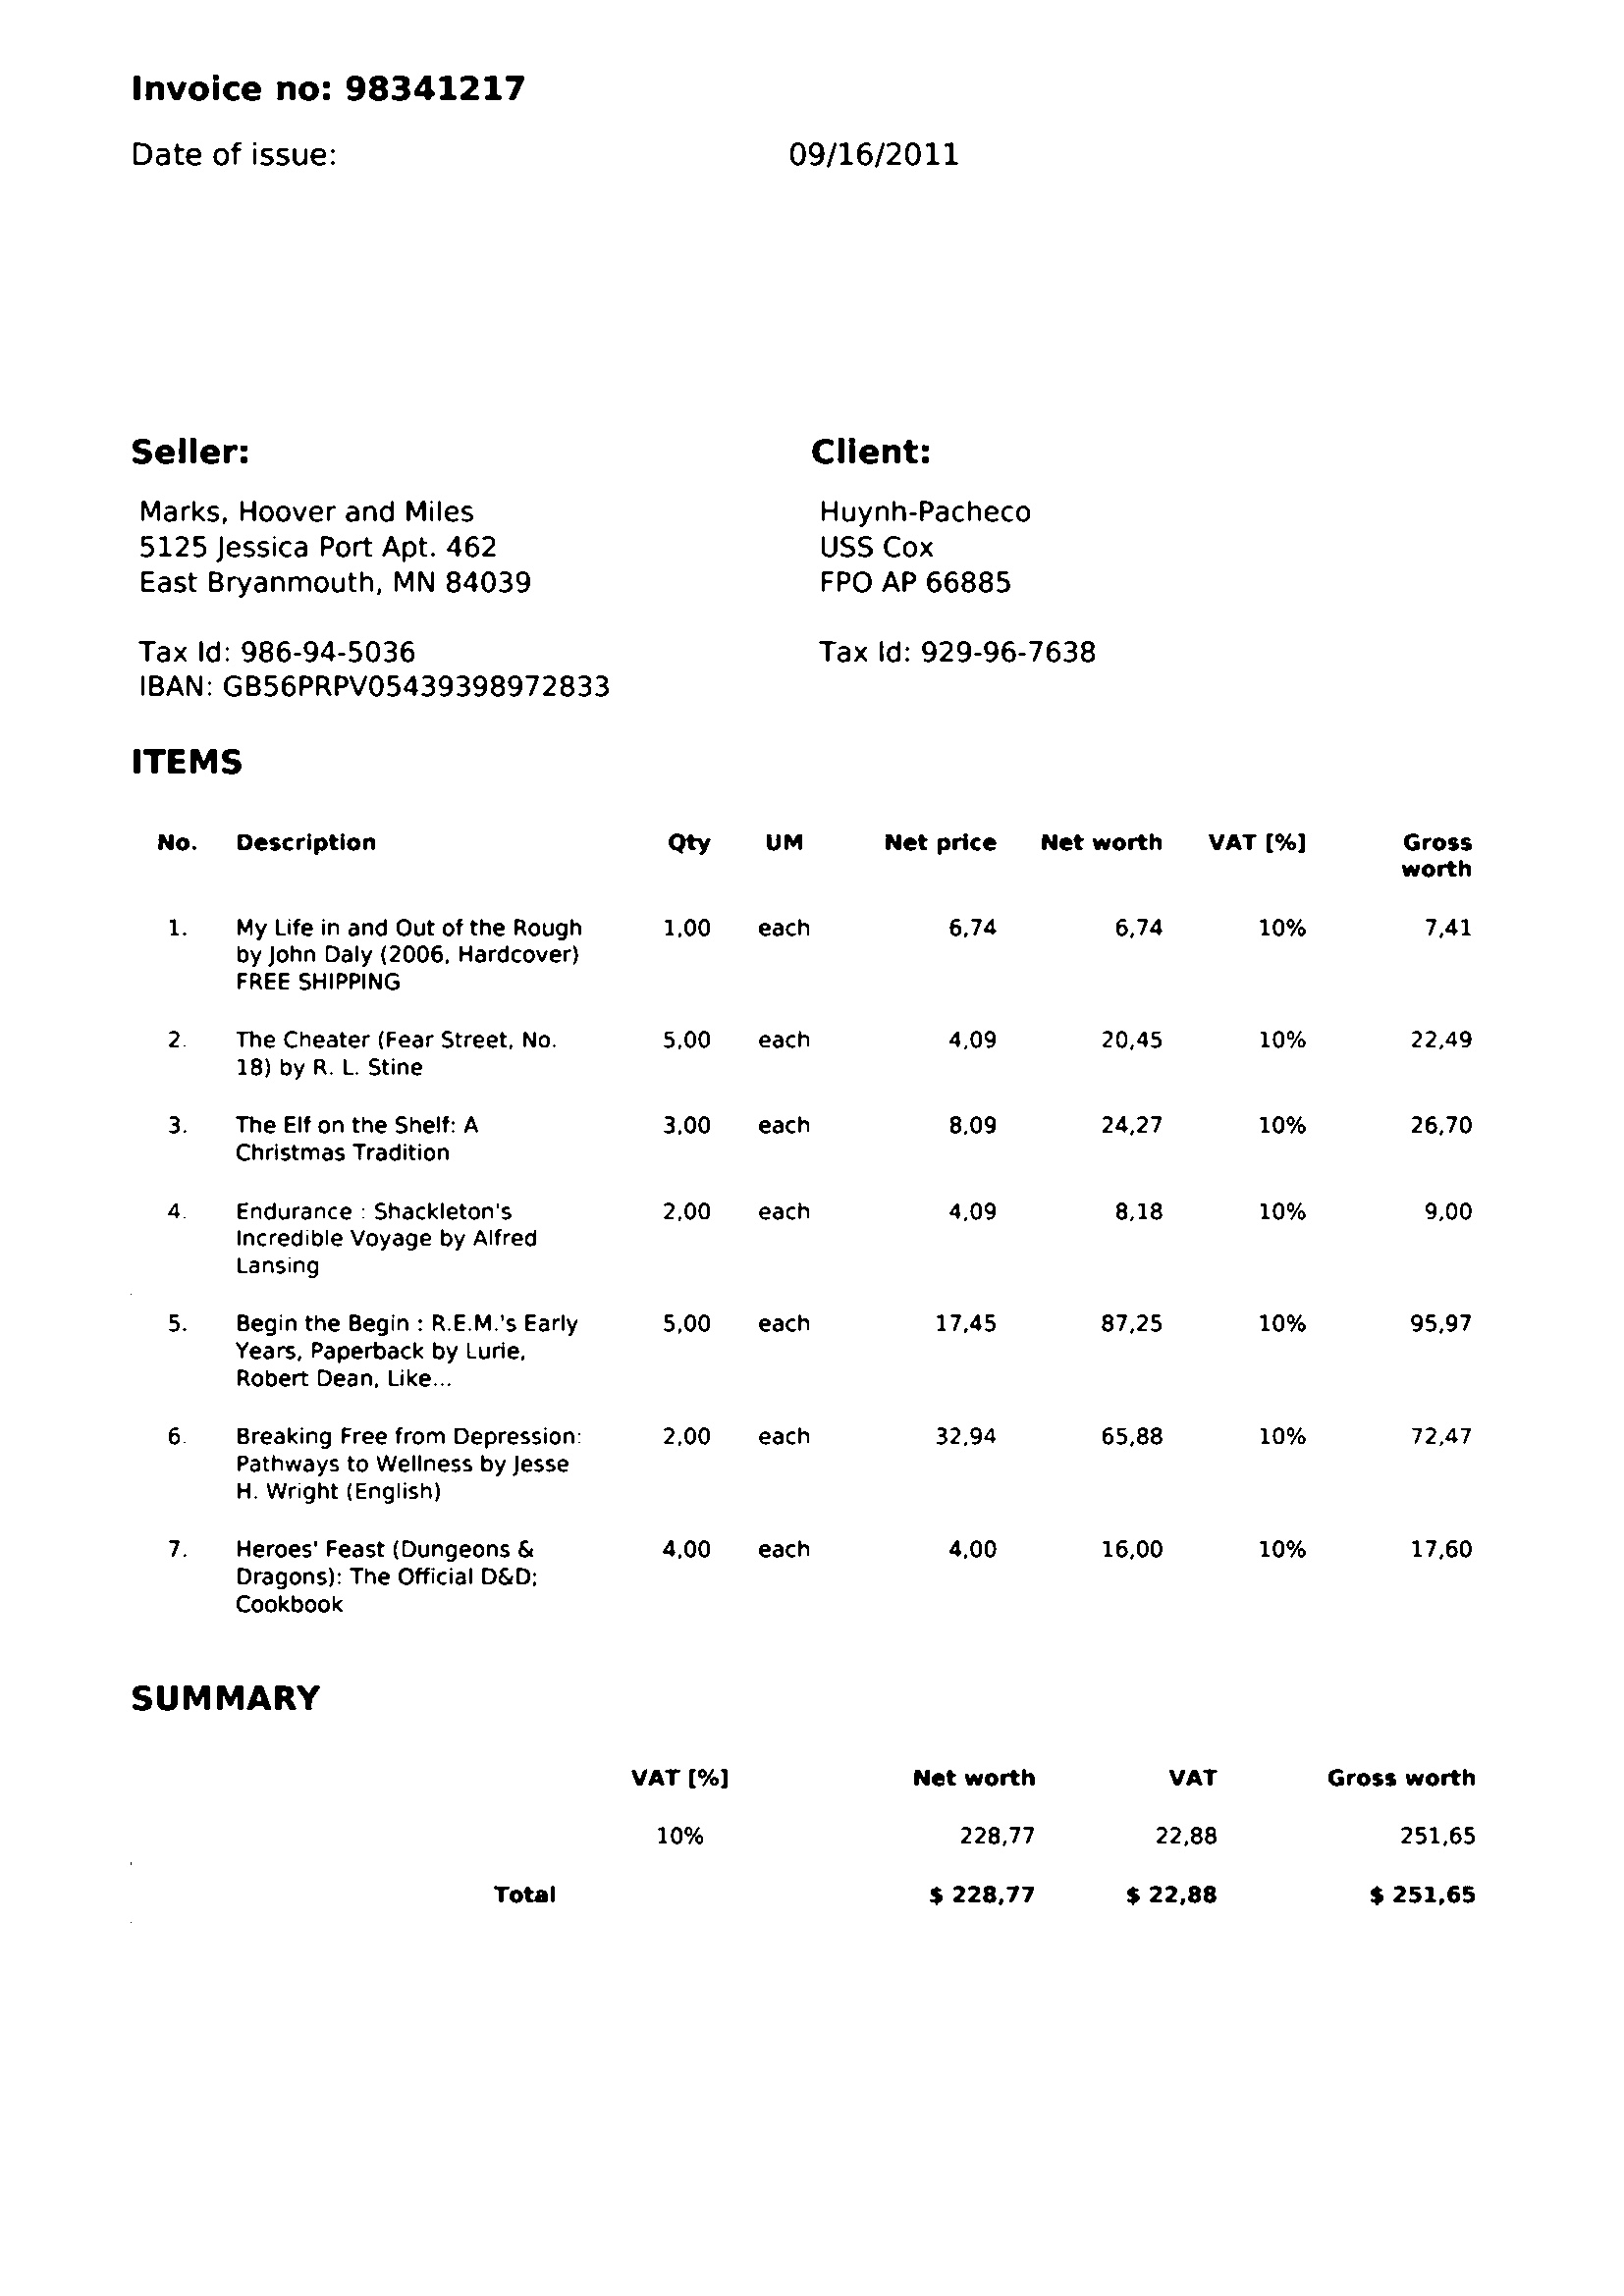 Invoice no: 98341217
Date of issue: 09/16/2011
Seller: Client:
Marks, Hoover and Miles Huynh-Pacheco
5125 Jessica Port Apt. 462 USS Cox
East Bryanmouth, MN 84039 FPO AP 66885
Tax Id: 986-94-5036 Tax Id: 929-96-7638
IBAN: GB56PRPV05439398972833
ITEMS
No. Description Qty UM Net price Net worth VAT [%] Gross
worth
1. My Life in and Out of the Rough 1,00 each 6,74 6,74 10% 7,41
by John Daly (2006, Hardcover)
FREE SHIPPING
2. The Cheater (Fear Street, No. 5,00 each 4,09 20,45 10% 22,49
18) by R. L. Stine
3. The Elf on the Shelf: A 3,00 each 8,09 24,27 10% 26,70
Christmas Tradition
4. Endurance : Shackleton's 2,00 each 4,09 8,18 10% 9,00
Incredible Voyage by Alfred
Lansing
5. Begin the Begin : R.E.M.'s Early 5,00 each 17,45 87,25 10% 95,97
Years, Paperback by Lurie,
Robert Dean, Like...
6. Breaking Free from Depression: 2,00 each 32,94 65,88 10% 72,47
Pathways to Wellness by Jesse
H. Wright (English)
7. Heroes' Feast (Dungeons & 4,00 each 4,00 16,00 10% 17,60
Dragons): The Official D&D;
Cookbook
SUMMARY
VAT [%] Net worth VAT Gross worth
10% 228,77 22,88 251,65
Total $ 228,77 $ 22,88 $ 251,65